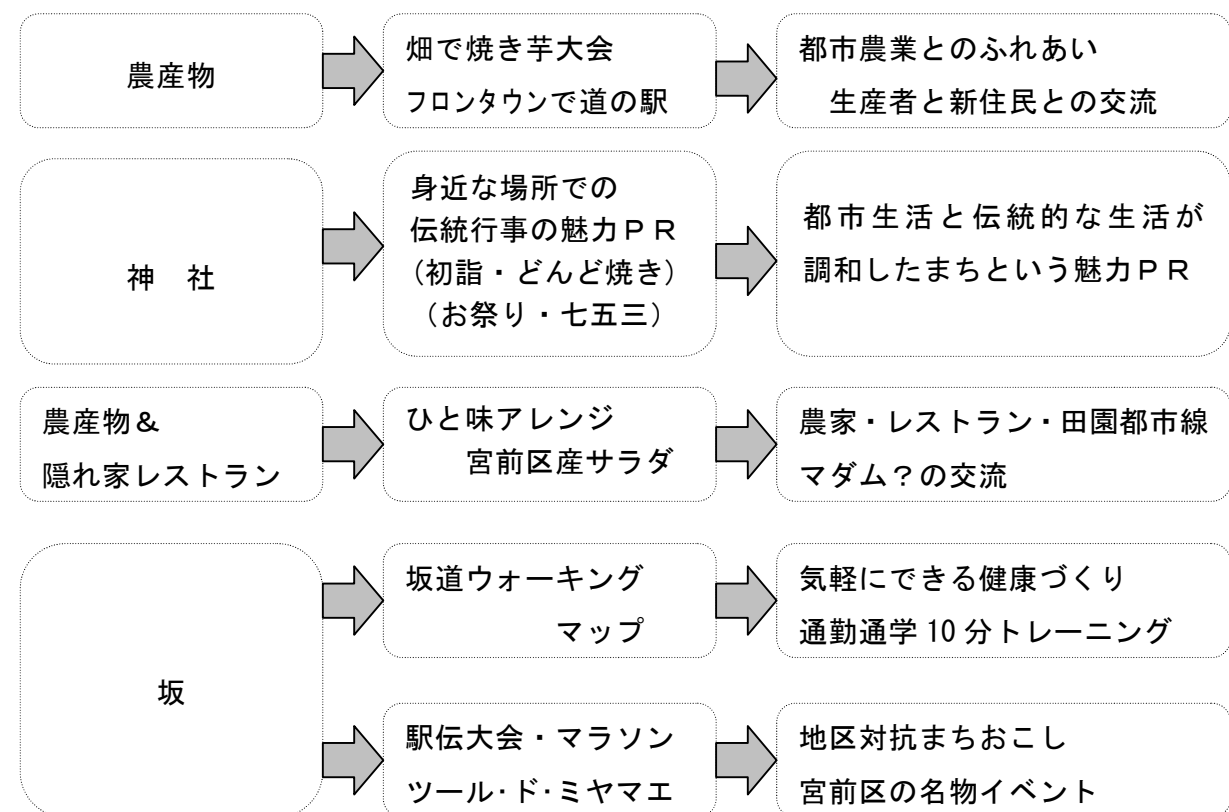 農産物
畑で焼き芋大会
フロンタウンで道の駅
都市農業とのふれあい
生産者と新住民との交流
神　社
身近な場所での
伝統行事の魅力ＰＲ
（初詣・どんど焼き）
（お祭り・七五三）
都市生活と伝統的な生活が
調和したまちという魅力ＰＲ
農産物＆
隠れ家レストラン
ひと味アレンジ
宮前区産サラダ
農家・レストラン・田園都市線
マダム？の交流
坂
坂道ウォーキング
マップ
気軽にできる健康づくり
通勤通学10分トレーニング
駅伝大会・マラソン
ツール・ド・ミヤマエ
地区対抗まちおこし
宮前区の名物イベント